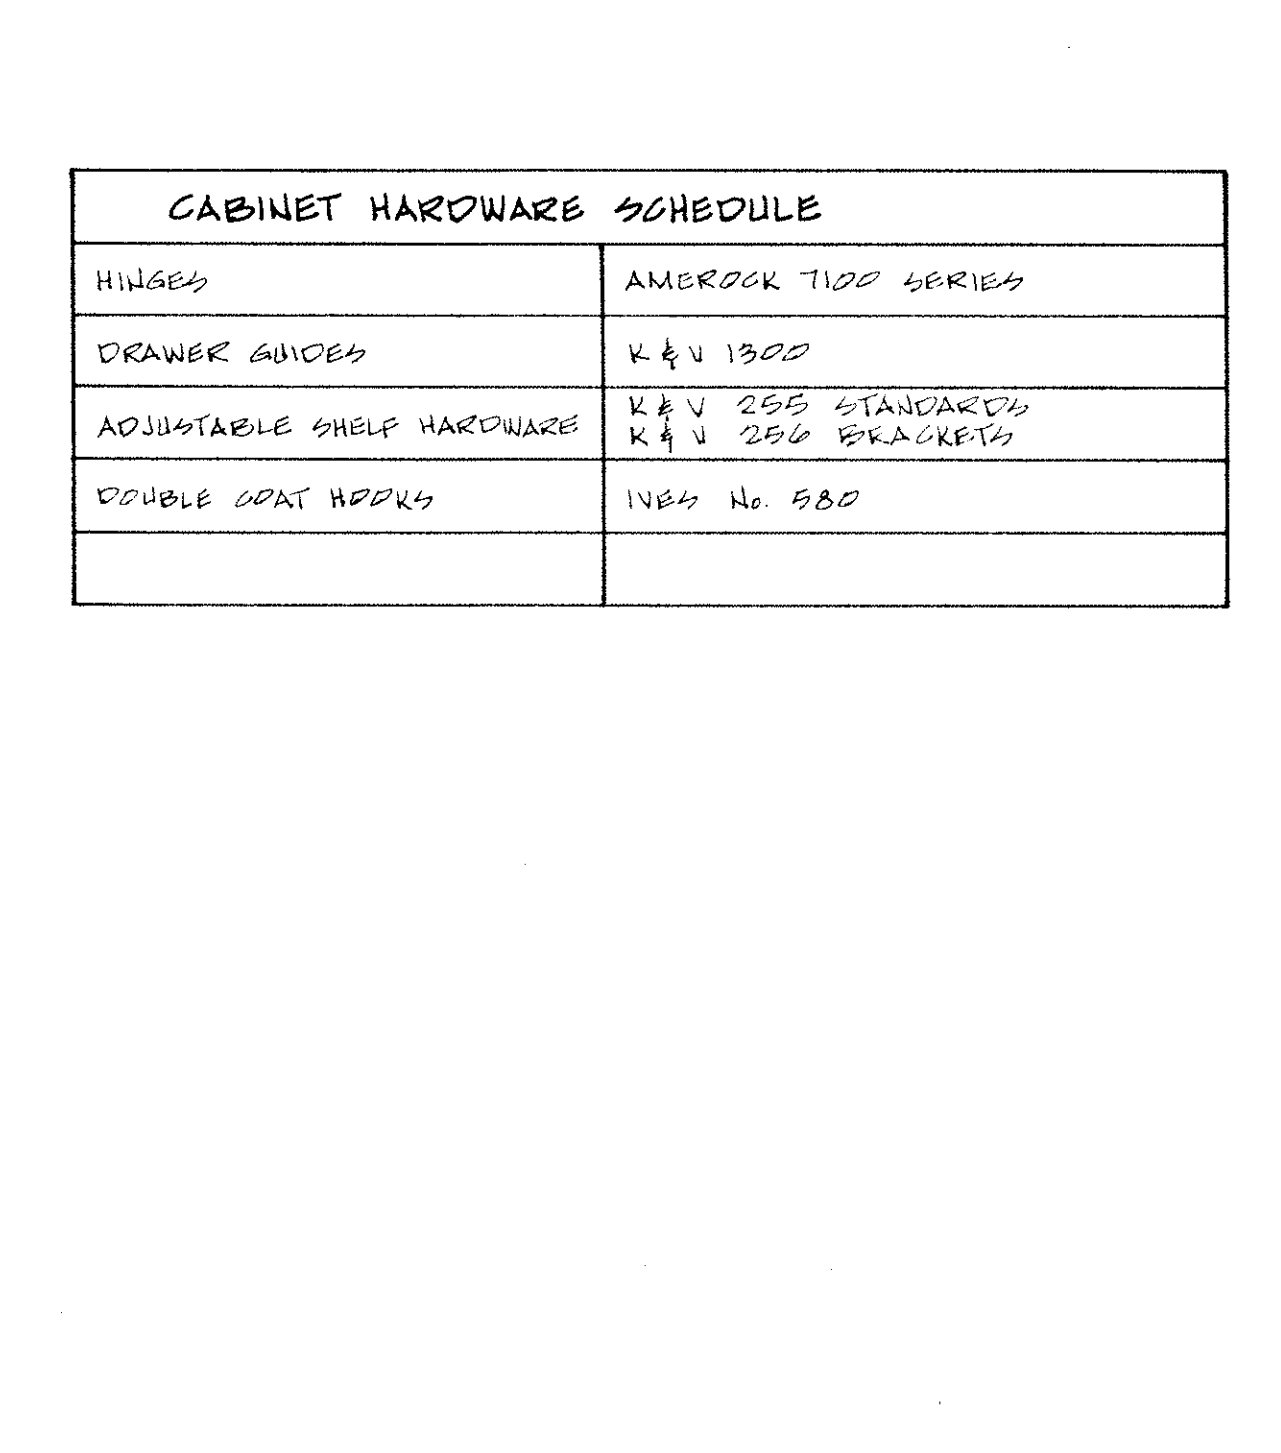 CABINET HARDWARE SCHEDULE
HINGES AMEROCK 7100 SERIES
DRAWER GUIDES K & V 1300
ADJUSTABLE SHELF HARDWARE K & V 255 STANDARDS
K & V 256 BRACKETS
DOUBLE COAT HOOKS IVES No. 580